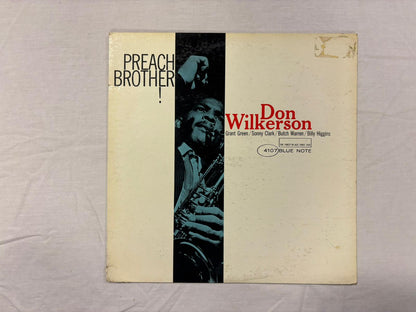 PREACH
BROTHER
!
Don
Wilkerson
Grant Green / Sonny Clark / Butch Warren / Billy Higgins
4107 BLUE NOTE